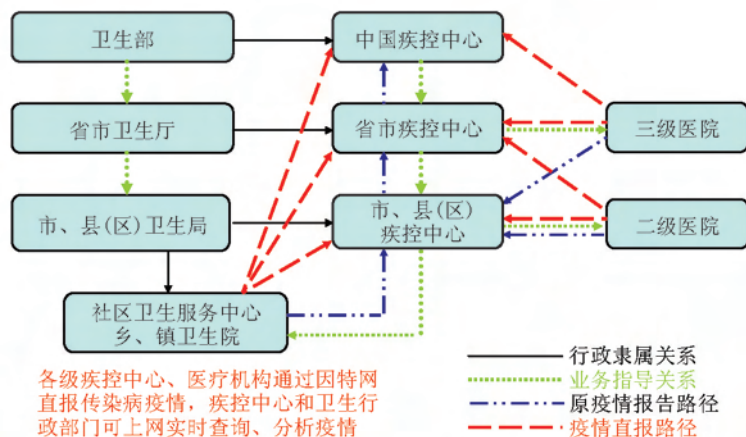 卫生部
中国疾控中心
省市卫生厅
省市疾控中心
三级医院
市、县(区)卫生局
市、县(区)
疾控中心
二级医院
社区卫生服务中心
乡、镇卫生院
各级疾控中心、医疗机构通过因特网
直报传染病疫情，疾控中心和卫生行
政部门可上网实时查询、分析疫情
行政隶属关系
业务指导关系
原疫情报告路径
疫情直报路径